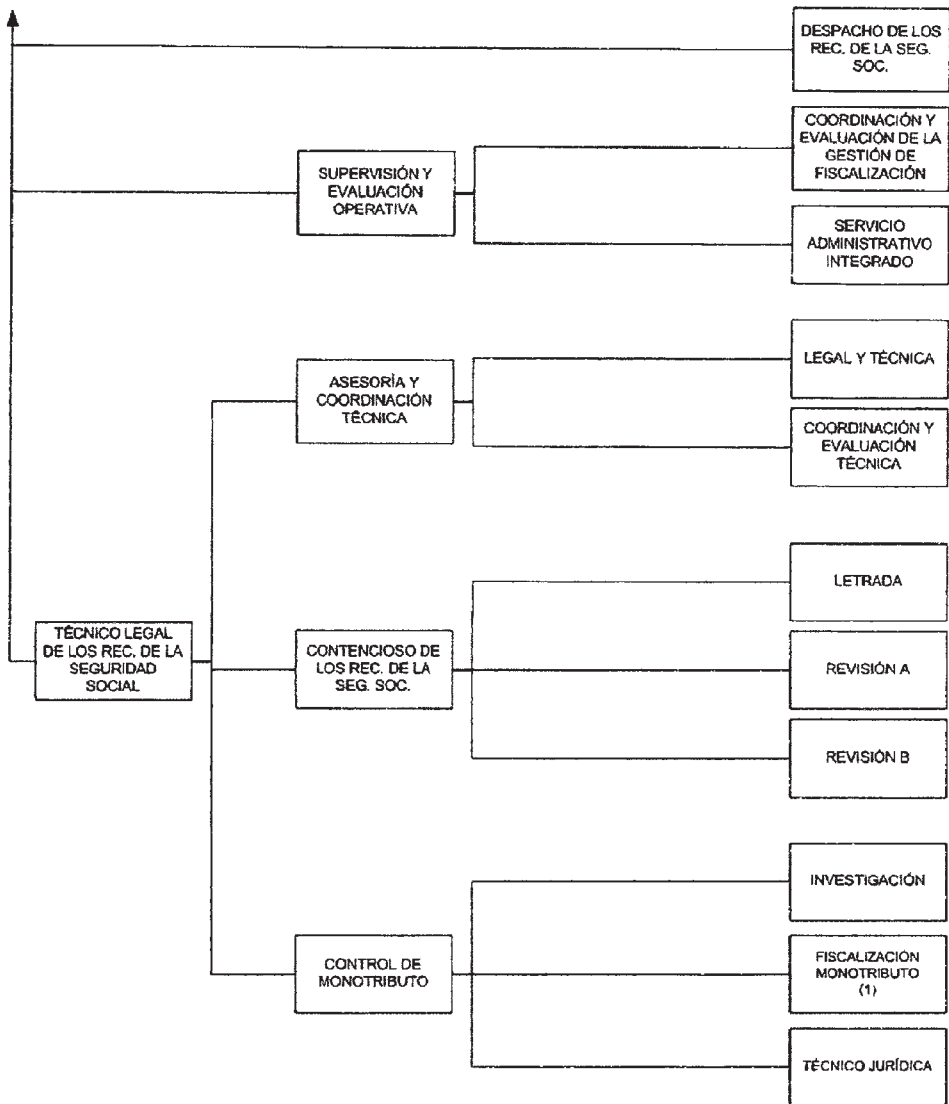 DESPACHO DE LOS
REC. DE LA SEG.
SOC.
COORDINACIÓN Y
EVALUACIÓN DE LA
GESTIÓN DE
FISCALIZACIÓN
SUPERVISIÓN Y
EVALUACIÓN
OPERATIVA
SERVICIO
ADMINISTRATIVO
INTEGRADO
LEGAL Y TÉCNICA
ASESORÍA Y
COORDINACIÓN
TÉCNICA
COORDINACIÓN Y
EVALUACIÓN
TÉCNICA
LETRADA
TÉCNICO LEGAL
DE LOS REC. DE LA
SEGURIDAD
SOCIAL
CONTENCIOSO DE
LOS REC. DE LA
SEG. SOC.
REVISIÓN A
REVISIÓN B
INVESTIGACIÓN
CONTROL DE
MONOTRIBUTO
FISCALIZACIÓN
MONOTRIBUTO
(1)
TÉCNICO JURÍDICA